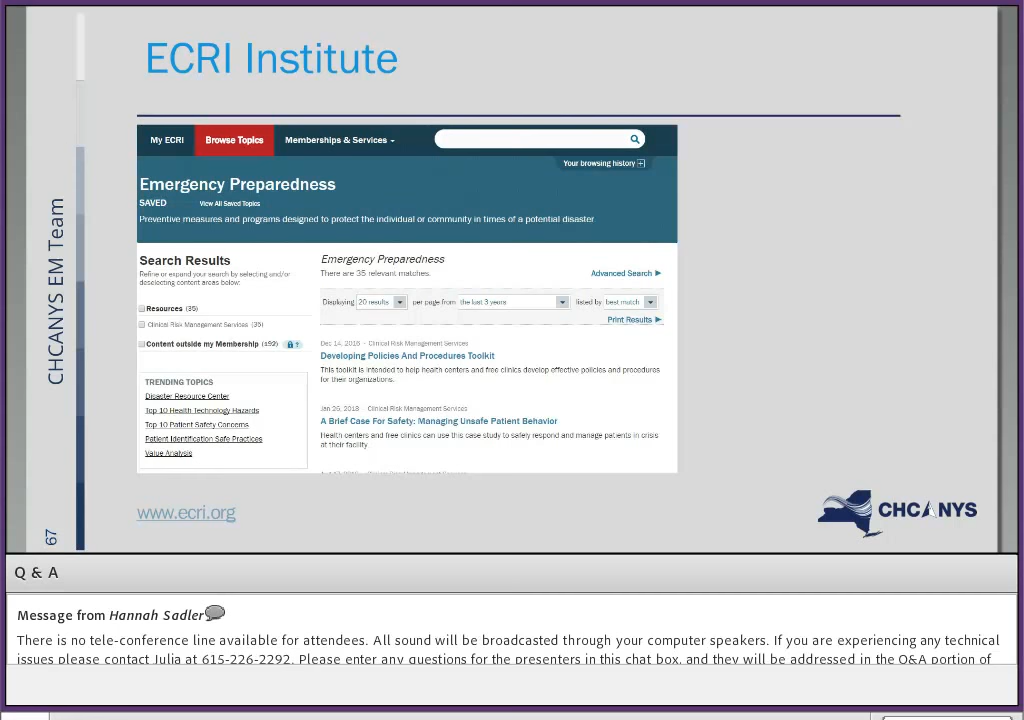 ECRI Institute
My ECRI Browse Topics Memberships & Services
Your browsing history
Emergency Preparedness
SAVED View All Saved Topics
Preventive measures and programs designed to protect the individual or community in times of a potential disaster
Search Results
Refine or expand your search by selecting and/or
deselecting content areas below:
Resources (35)
Clinical Risk Management Services (35)
Content outside my Membership (192) ?
TRENDING TOPICS
Disaster Resource Center
Top 10 Health Technology Hazards
Top 10 Patient Safety Concerns
Patient Identification Safe Practices
Value Analysis
Emergency Preparedness
There are 35 relevant matches.
Advanced Search
Displaying 20 results per page from the last 3 years listed by best match
Print Results
Dec 14, 2016 - Clinical Risk Management Services
Developing Policies And Procedures Toolkit
This toolkit is intended to help health centers and free clinics develop effective policies and procedures
for their organizations.
Jan 26, 2018 Clinical Risk Management Services
A Brief Case For Safety: Managing Unsafe Patient Behavior
Health centers and free clinics can use this case study to safely respond and manage patients in crisis
at their facility.
www.ecri.org
CHCANYS
CHCANYS EM Team
67
Q & A
Message from Hannah Sadler
There is no tele-conference line available for attendees. All sound will be broadcasted through your computer speakers. If you are experiencing any technical
issues please contact Julia at 615-226-2292. Please enter any questions for the presenters in this chat box, and they will be addressed in the Q&A portion of